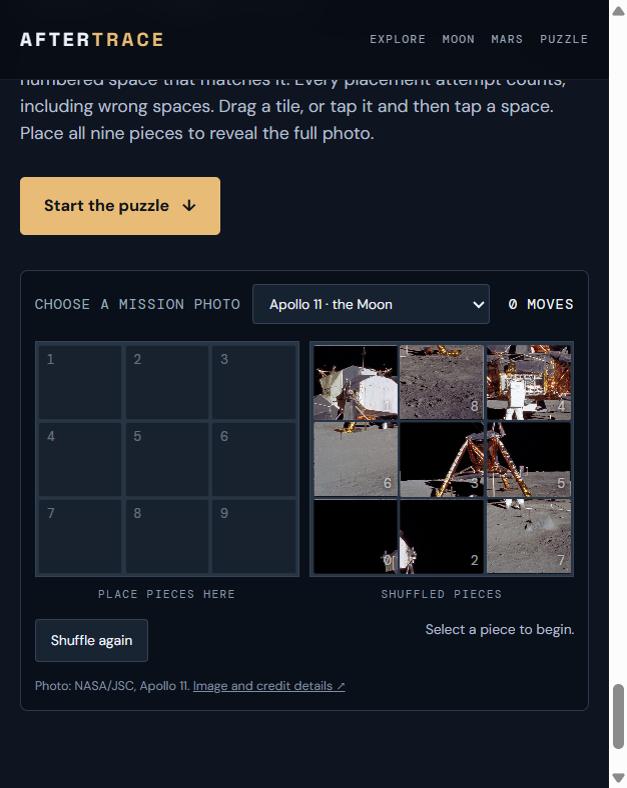 AFTERTRACE
EXPLORE MOON MARS PUZZLE
numbered space that matches it. Every placement attempt counts,
including wrong spaces. Drag a tile, or tap it and then tap a space.
Place all nine pieces to reveal the full photo.
Start the puzzle ↓
CHOOSE A MISSION PHOTO
Apollo 11 · the Moon
0 MOVES
1 2 3
4 5 6
7 8 9
8 4
6 3 5
0 2 7
PLACE PIECES HERE
SHUFFLED PIECES
Shuffle again
Select a piece to begin.
Photo: NASA/JSC, Apollo 11. Image and credit details ↗